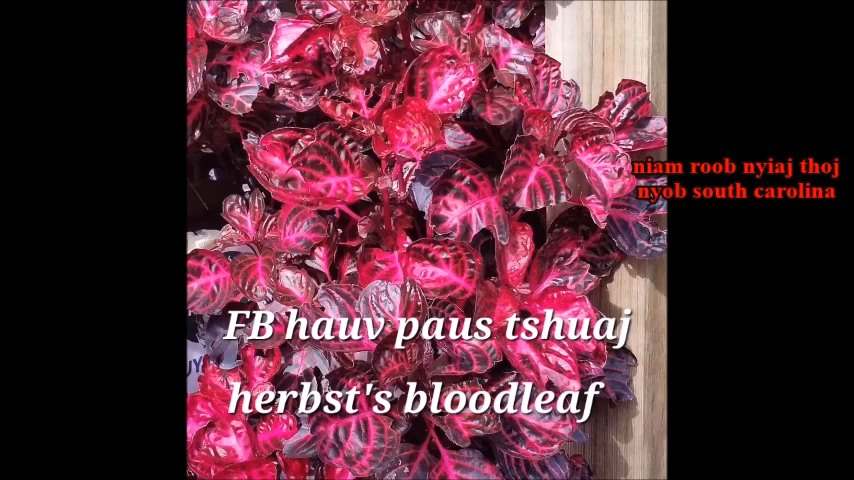 niam roob nyiaj thoj
nyob south carolina
FB hauv paus tshuaj
herbst's bloodleaf